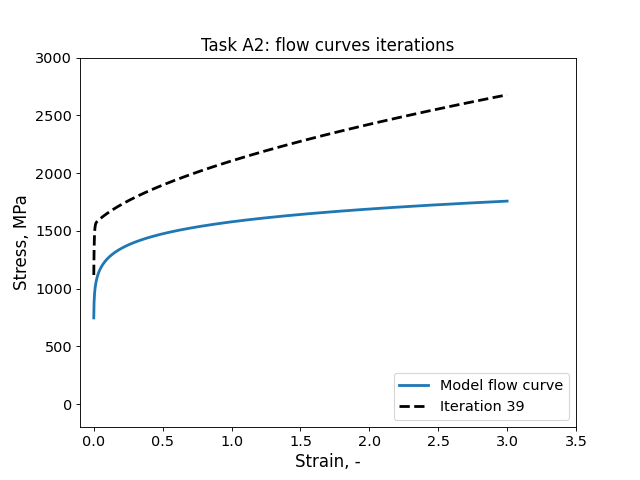 Task A2: flow curves iterations
3000
2500
2000
1500
1000
500
0
Stress, MPa
0.0 0.5 1.0 1.5 2.0 2.5 3.0 3.5
Strain, -
Model flow curve
Iteration 39